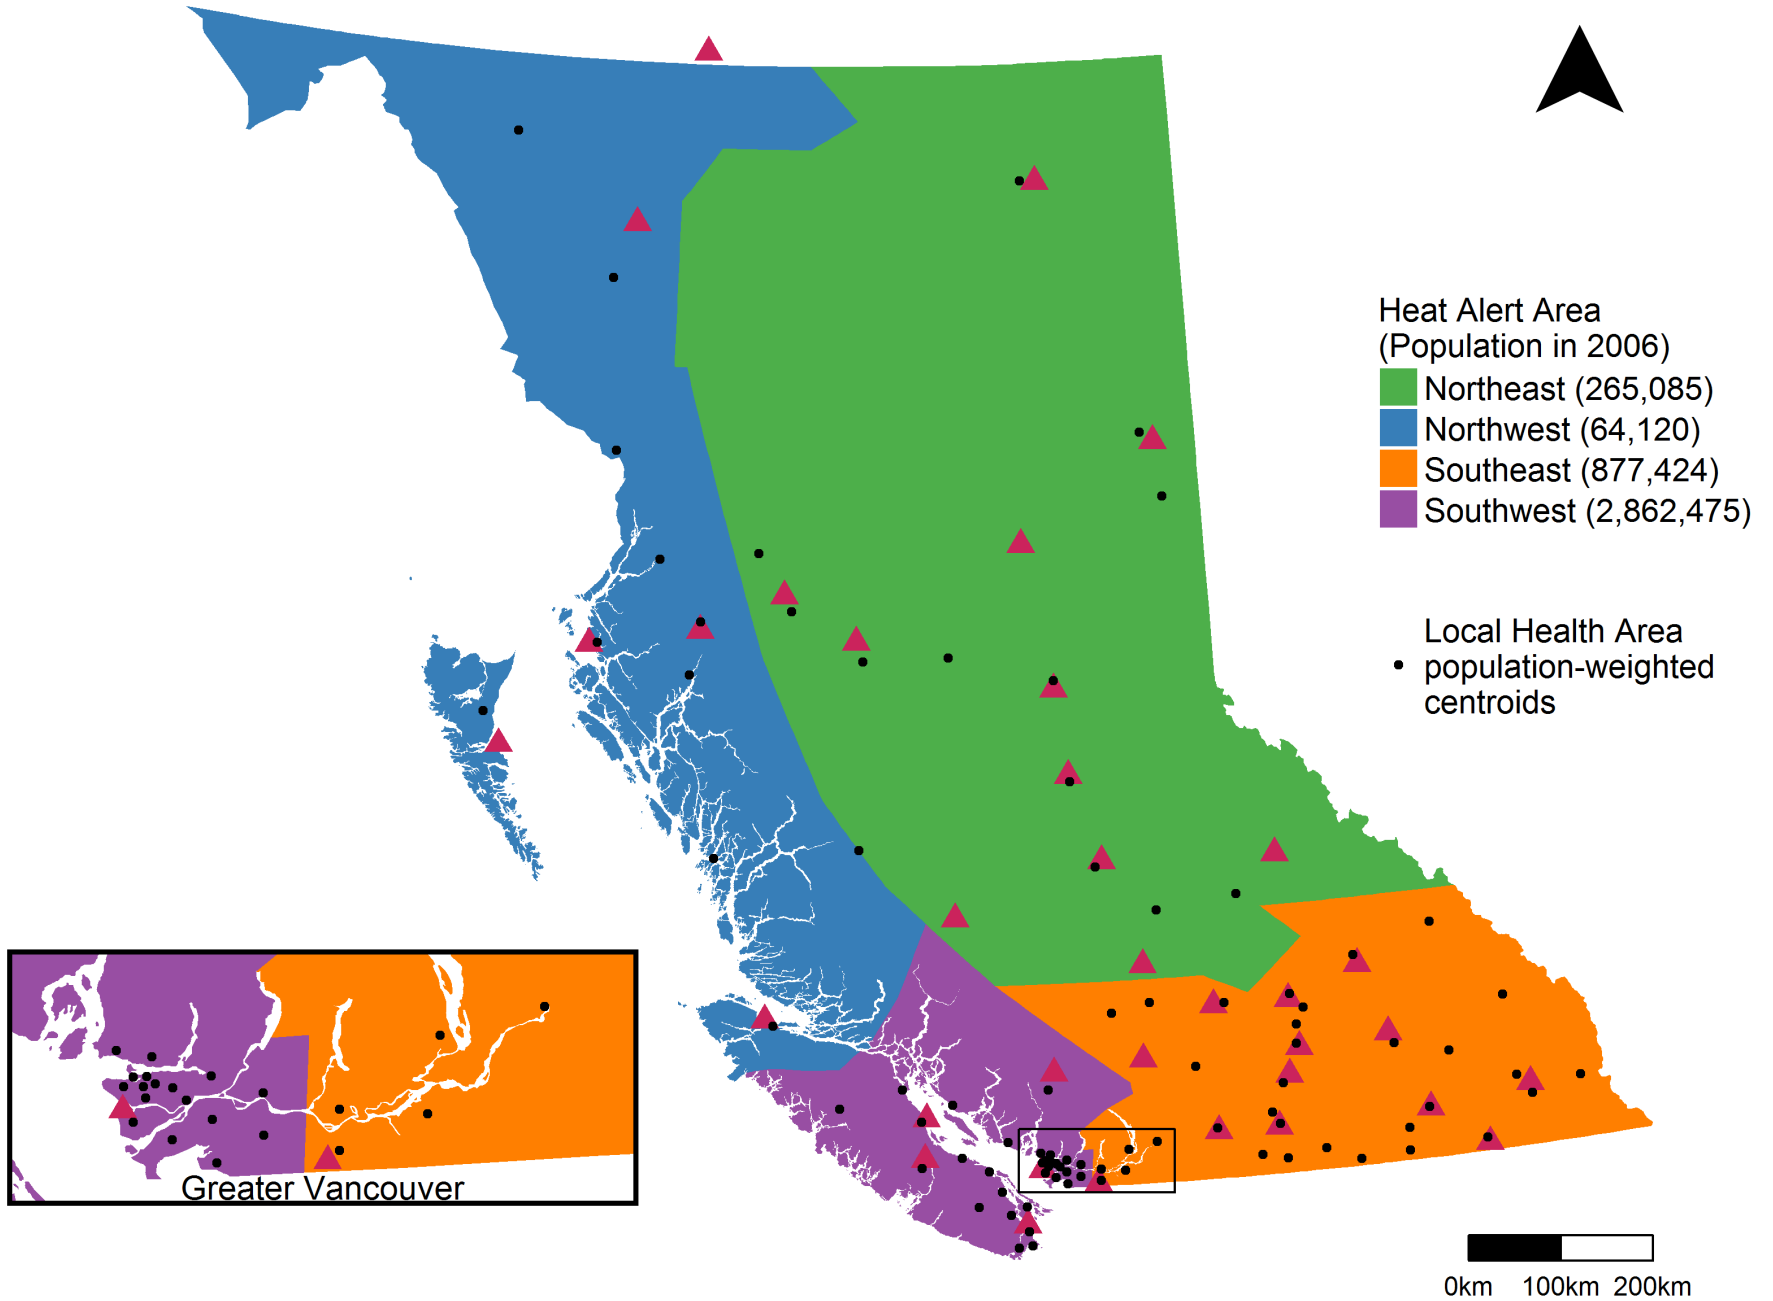 Heat Alert Area
(Population in 2006)
Northeast (265,085)
Northwest (64,120)
Southeast (877,424)
Southwest (2,862,475)
Local Health Area
population-weighted
centroids
Greater Vancouver
0km 100km 200km